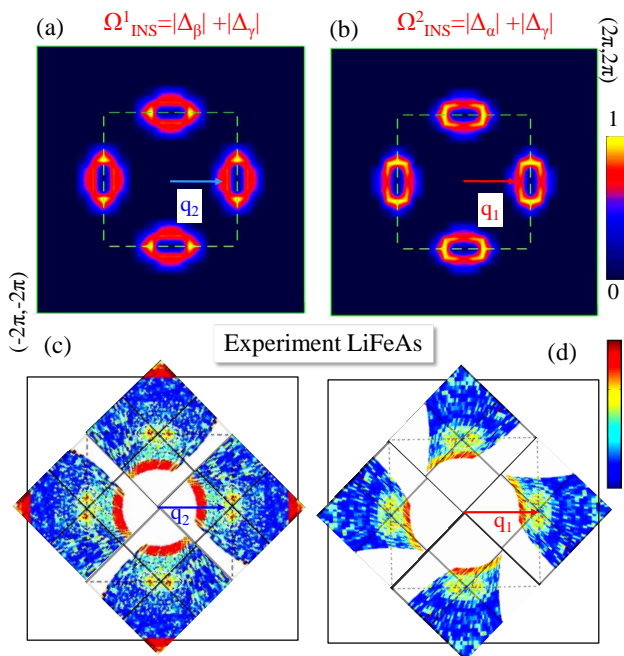 (a) Ω¹INS=|Δβ| +|Δγ|
(b) Ω²INS=|Δα| +|Δγ|
(2π,2π)
q₂
q₁
1
0
(-2π,-2π)
Experiment LiFeAs
(c)
(d)
q₂
q₁